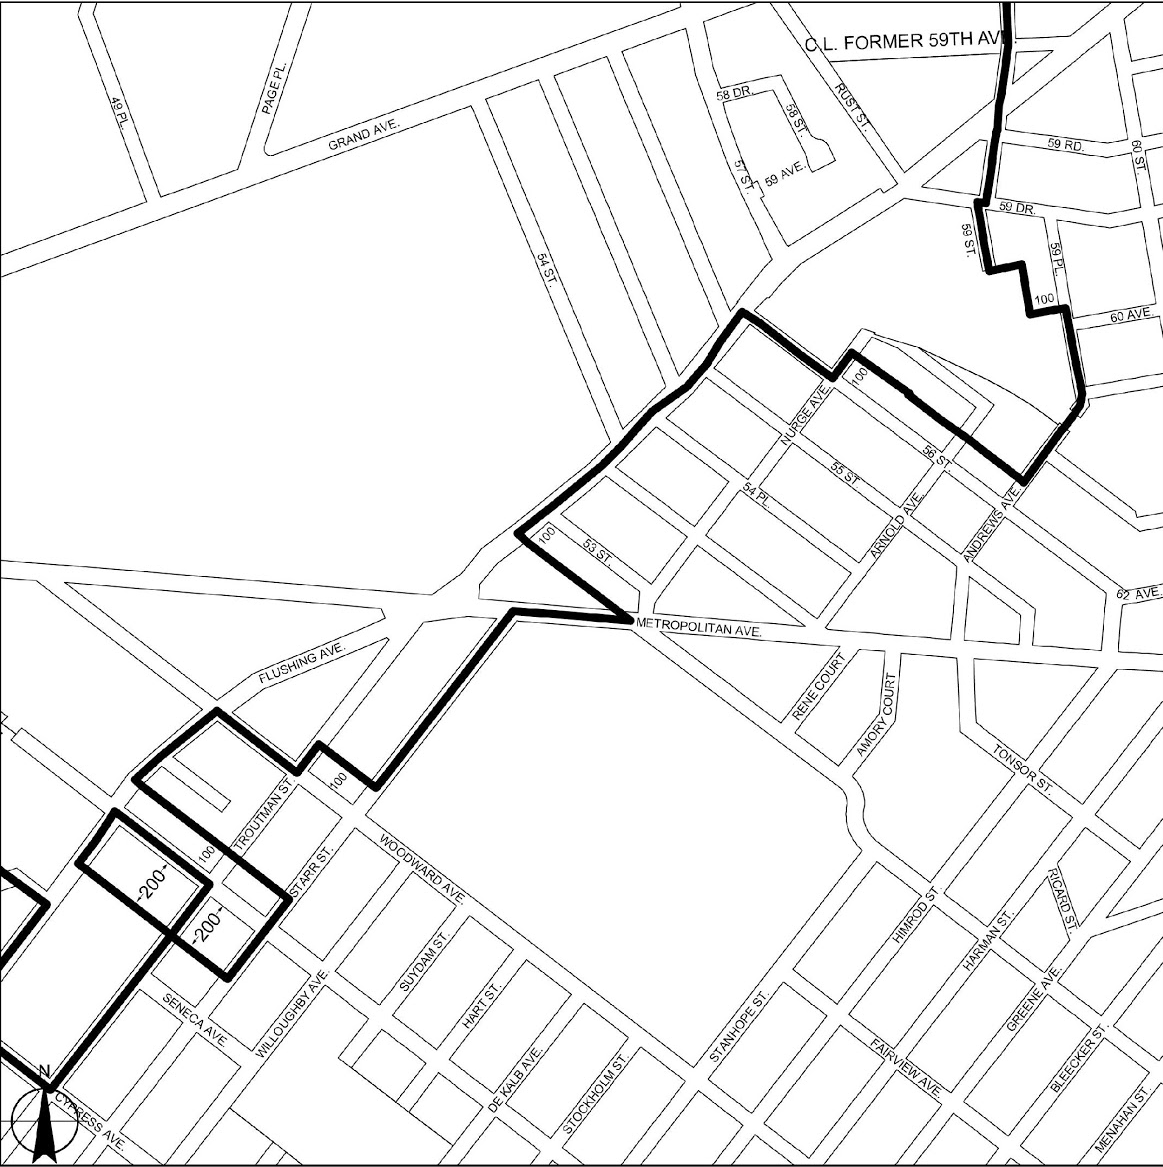 C.L. FORMER 59TH AV.
49 PL.
PAGE PL.
GRAND AVE.
58 DR.
58 ST.
RUST ST.
57 ST.
59 AVE.
59 RD.
60 ST.
59 DR.
59 ST.
59 PL.
54 ST.
100
60 AVE.
100
NURGE AVE.
56 ST.
55 ST.
54 PL.
ARNOLD AVE.
ANDREWS AVE.
100
53 ST.
62 AVE.
METROPOLITAN AVE.
FLUSHING AVE.
RENE COURT
AMORY COURT
TONSOR ST.
100
TROUTMAN ST.
WOODWARD AVE.
100
STARR ST.
-200-
-200-
RICARD ST.
HIMROD ST.
HARMAN ST.
SUYDAM ST.
HART ST.
SENECA AVE.
WILLOUGHBY AVE.
GREENE AVE.
STANHOPE ST.
FAIRVIEW AVE.
BLEECKER ST.
DE KALB AVE.
STOCKHOLM ST.
MENAHAN ST.
N
CYPRESS AVE.